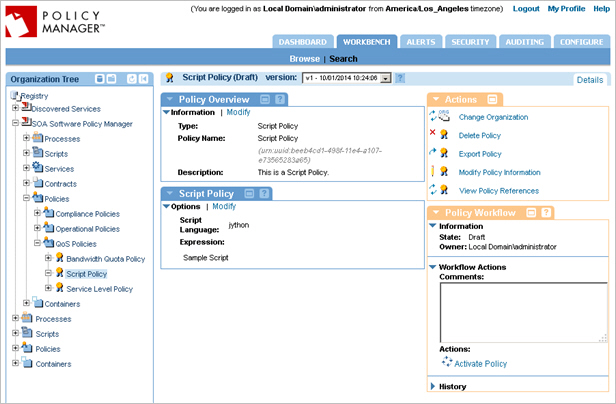 POLICY
MANAGER™
(You are logged in as Local Domain\administrator from America/Los_Angeles timezone) Logout My Profile Help
DASHBOARD WORKBENCH ALERTS SECURITY AUDITING CONFIGURE
Browse | Search
Organization Tree
Registry
Discovered Services
SOA Software Policy Manager
Processes
Scripts
Services
Contracts
Policies
Compliance Policies
Operational Policies
QoS Policies
Bandwidth Quota Policy
Script Policy
Service Level Policy
Containers
Processes
Scripts
Policies
Containers
Script Policy (Draft) version: v1 - 10/01/2014 10:24:06 ?
Details
Policy Overview ?
Information | Modify
Type: Script Policy
Policy Name: Script Policy
(urn:uuid:beeb4cd1-498f-11e4-a107-
e73565283a65)
Description: This is a Script Policy.
Script Policy ?
Options | Modify
Script
Language: jython
Expression:
Sample Script
Actions
Change Organization
Delete Policy
Export Policy
Modify Policy Information
View Policy References
Policy Workflow ?
Information
State: Draft
Owner: Local Domain\administrator
Workflow Actions
Comments:
Actions:
Activate Policy
History